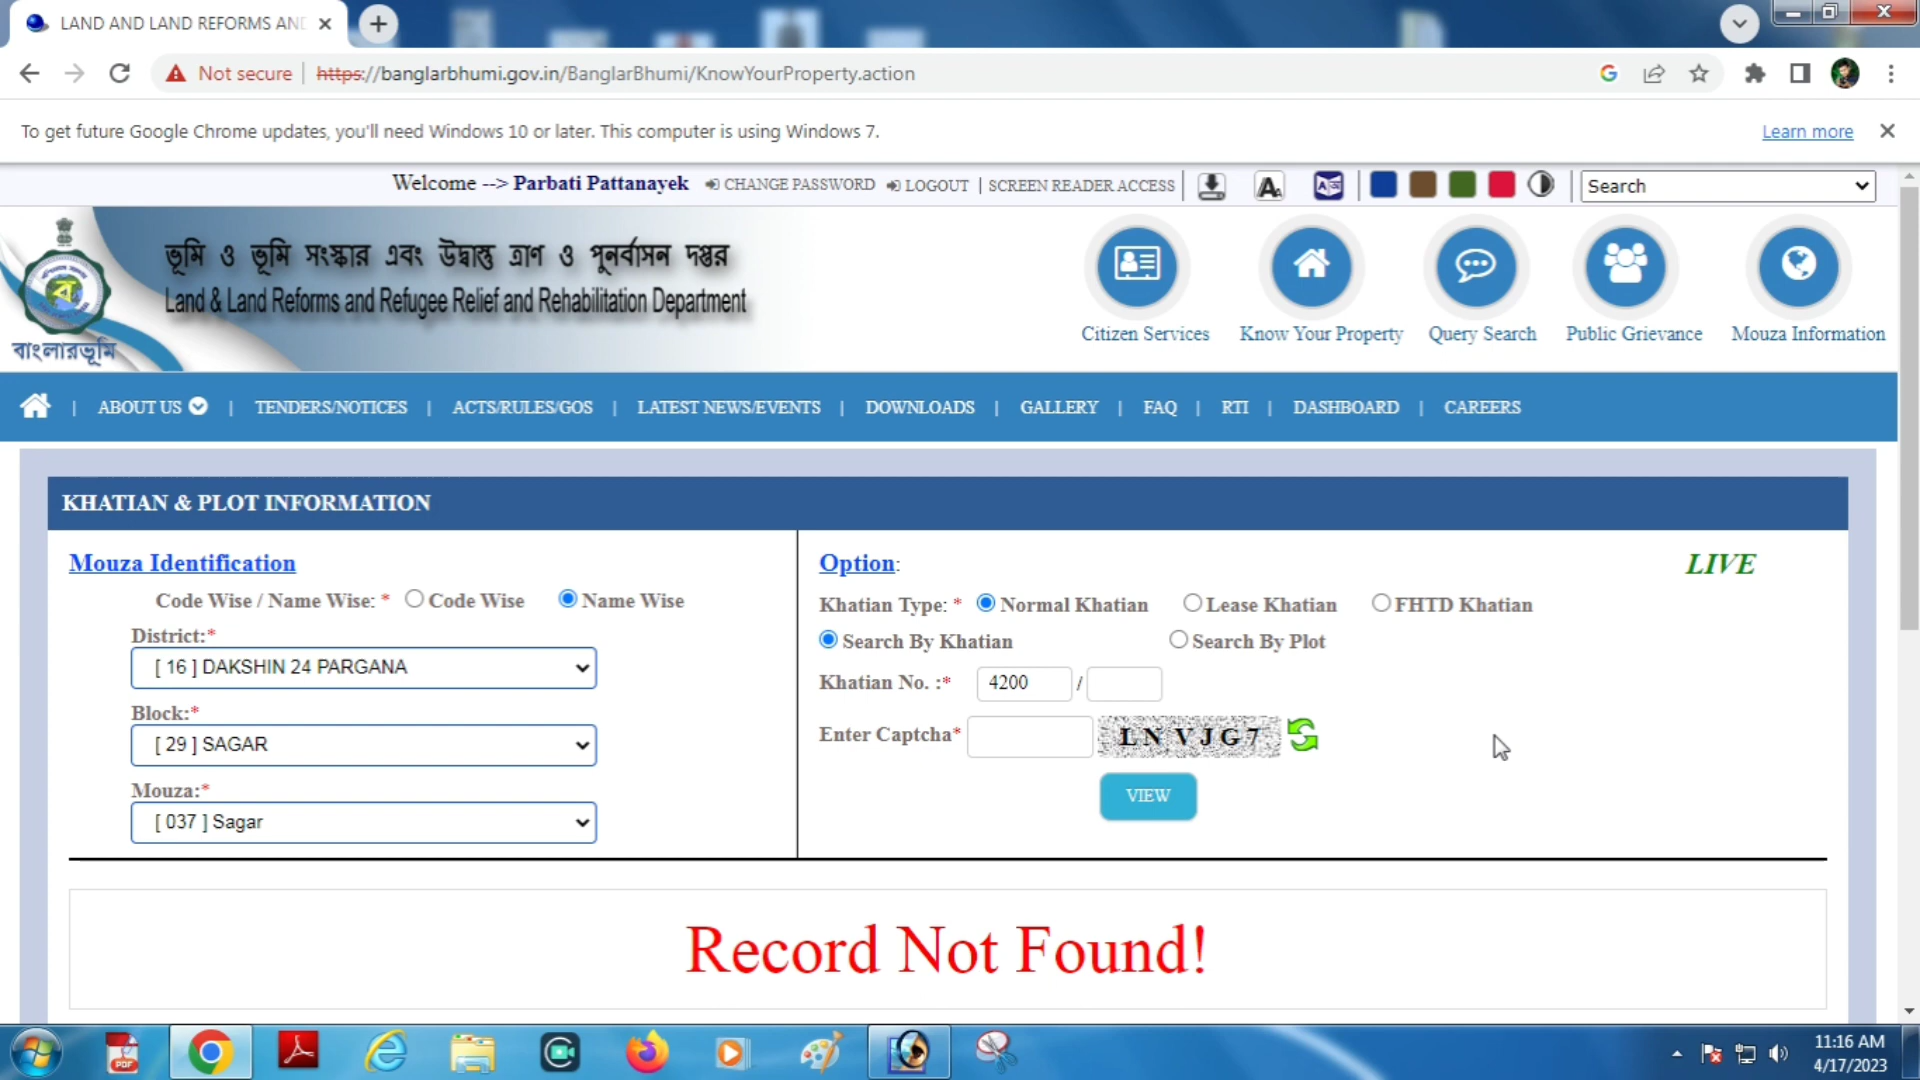 LAND AND LAND REFORMS AND
Not secure | https://banglarbhumi.gov.in/BanglarBhumi/KnowYourProperty.action
To get future Google Chrome updates, you'll need Windows 10 or later. This computer is using Windows 7.
Learn more
Welcome --> Parbati Pattanayek CHANGE PASSWORD LOGOUT | SCREEN READER ACCESS
Search
ভূমি ও ভূমি সংস্কার এবং উদ্বাস্তু ত্রাণ ও পুনর্বাসন দপ্তর
Land & Land Reforms and Refugee Relief and Rehabilitation Department
বাংলারভূমি
Citizen Services Know Your Property Query Search Public Grievance Mouza Information
| ABOUT US | TENDERS/NOTICES | ACTS/RULES/GOS | LATEST NEWS/EVENTS | DOWNLOADS | GALLERY | FAQ | RTI | DASHBOARD | CAREERS
KHATIAN & PLOT INFORMATION
Mouza Identification
Code Wise / Name Wise: * Code Wise Name Wise
District:*
[ 16 ] DAKSHIN 24 PARGANA
Block:*
[ 29 ] SAGAR
Mouza:*
[ 037 ] Sagar
Option:
LIVE
Khatian Type: * Normal Khatian Lease Khatian FHTD Khatian
Search By Khatian Search By Plot
Khatian No. :* 4200 /
Enter Captcha* LNVJG7
VIEW
Record Not Found!
PDF
11:16 AM
4/17/2023